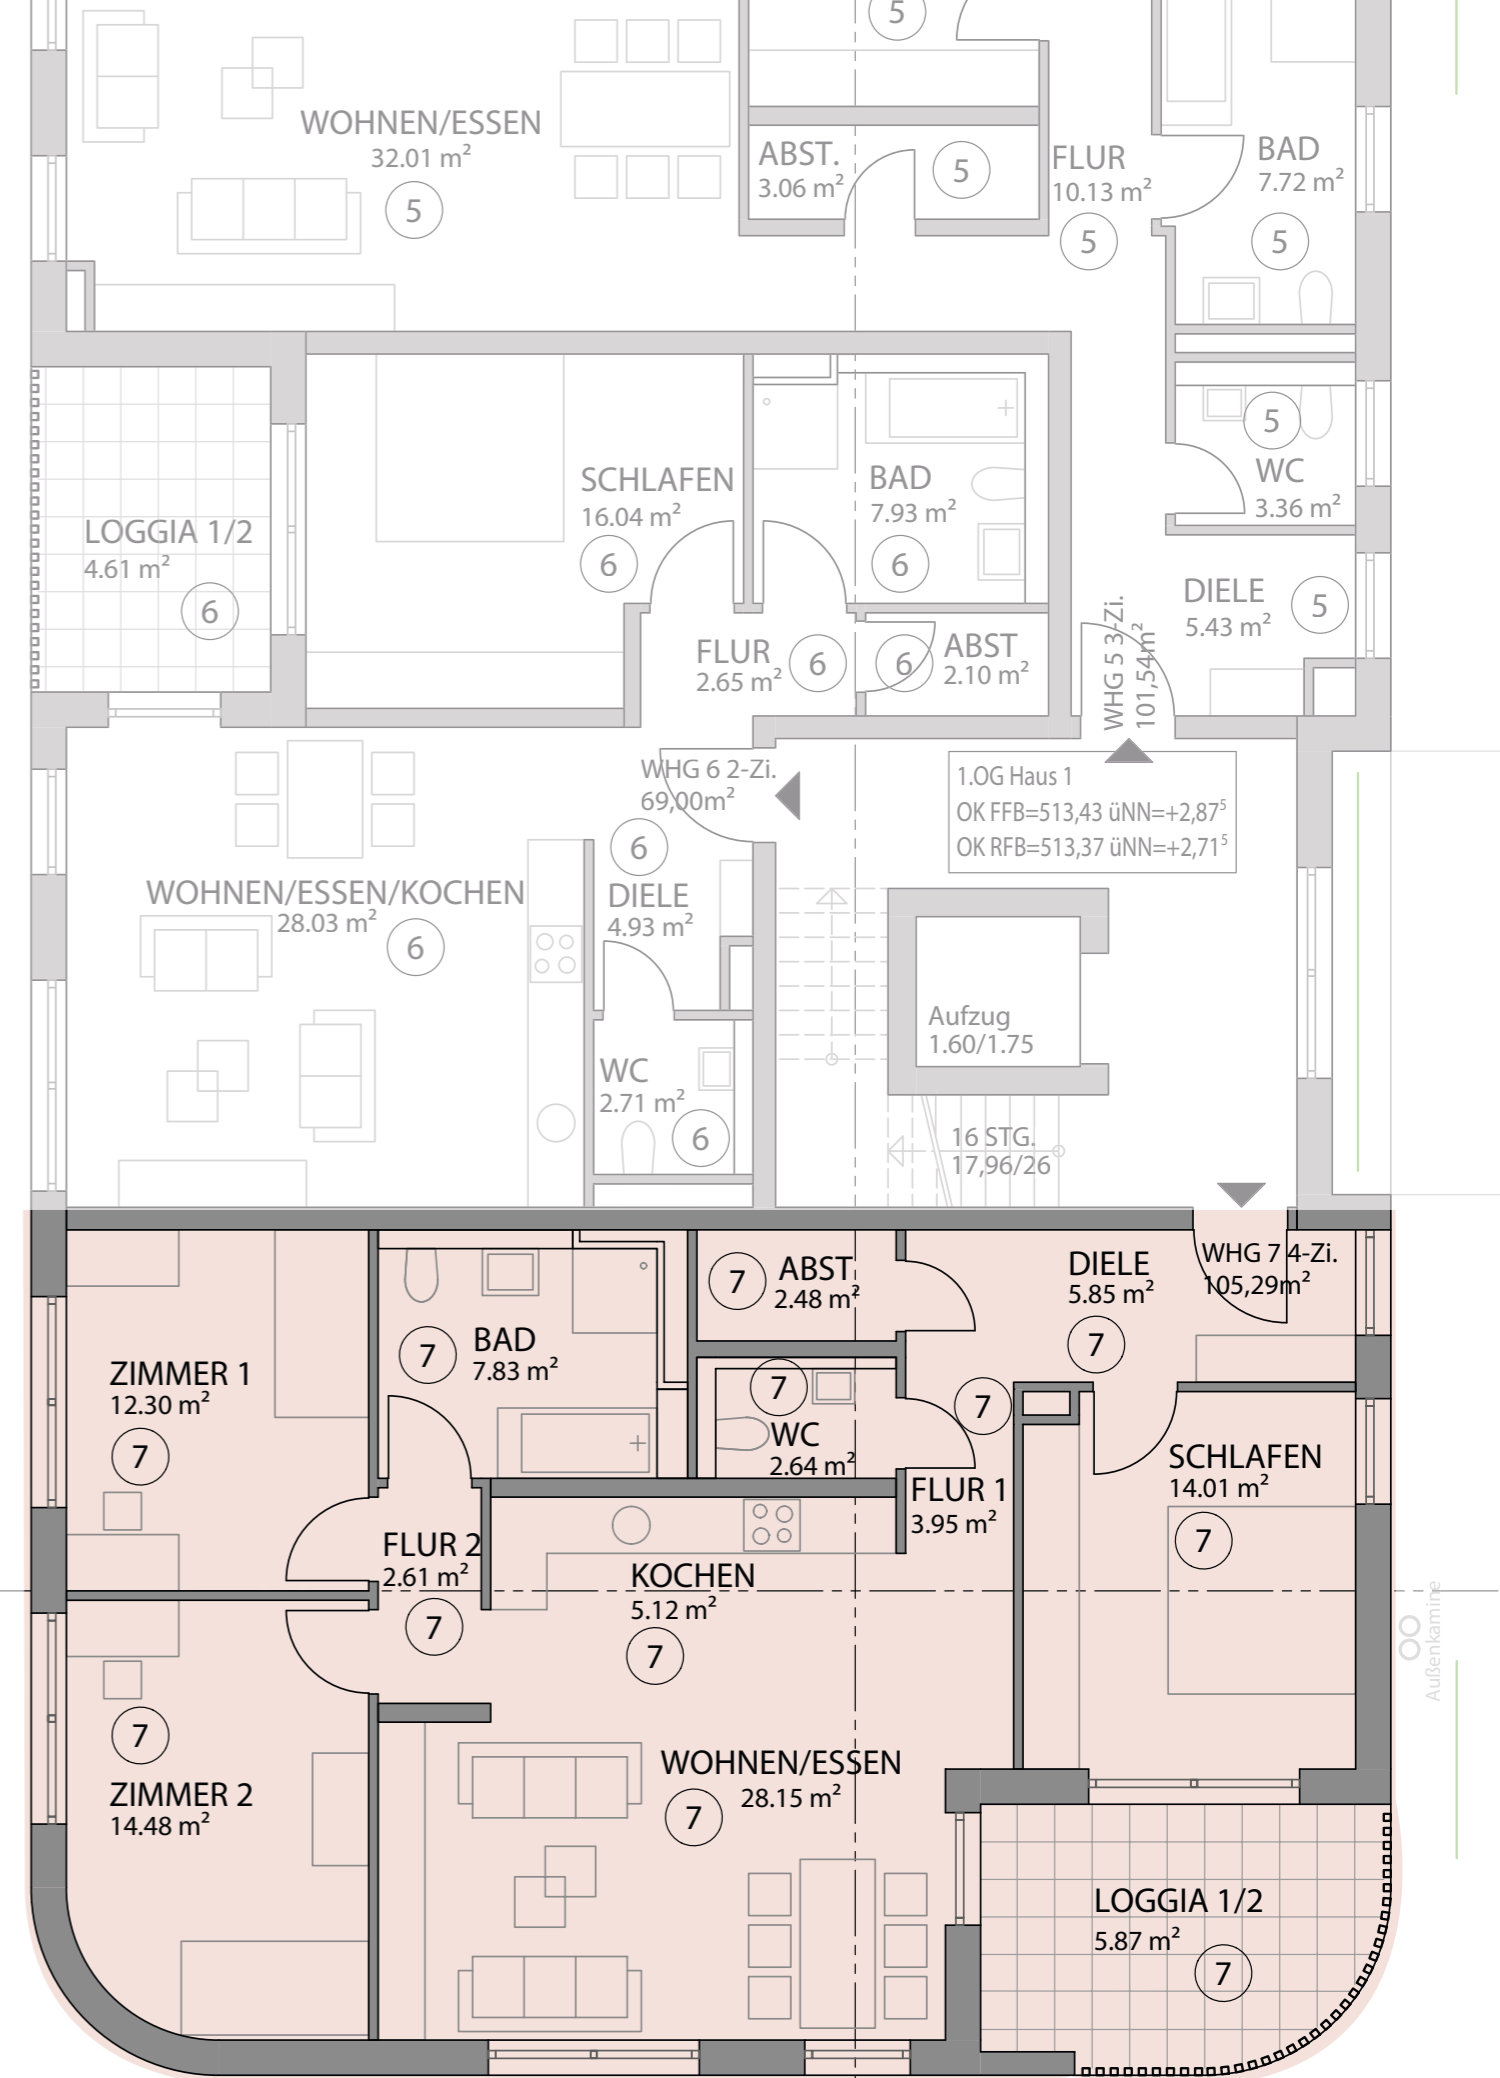 5
WOHNEN/ESSEN
32.01 m²
5
ABST.
3.06 m²
5
FLUR
10.13 m²
5
BAD
7.72 m²
5
5
WC
3.36 m²
SCHLAFEN
16.04 m²
6
BAD
7.93 m²
6
LOGGIA 1/2
4.61 m²
6
DIELE
5.43 m²
5
FLUR
2.65 m²
6
6
ABST
2.10 m²
WHG 5 3-Zi.
101,54m²
WHG 6 2-Zi.
69,00m²
6
DIELE
4.93 m²
1.OG Haus 1
OK FFB=513,43 üNN=+2,87⁵
OK RFB=513,37 üNN=+2,71⁵
WOHNEN/ESSEN/KOCHEN
28.03 m²
6
Aufzug
1.60/1.75
WC
2.71 m²
6
16 STG.
17,96/26
WHG 7 4-Zi.
105,29m²
DIELE
5.85 m²
7
7 ABST
2.48 m²
BAD
7.83 m²
7
ZIMMER 1
12.30 m²
7
7
WC
2.64 m²
7
FLUR 1
3.95 m²
SCHLAFEN
14.01 m²
7
FLUR 2
2.61 m²
7
KOCHEN
5.12 m²
7
Außenkamine
7
ZIMMER 2
14.48 m²
WOHNEN/ESSEN
28.15 m²
7
LOGGIA 1/2
5.87 m²
7